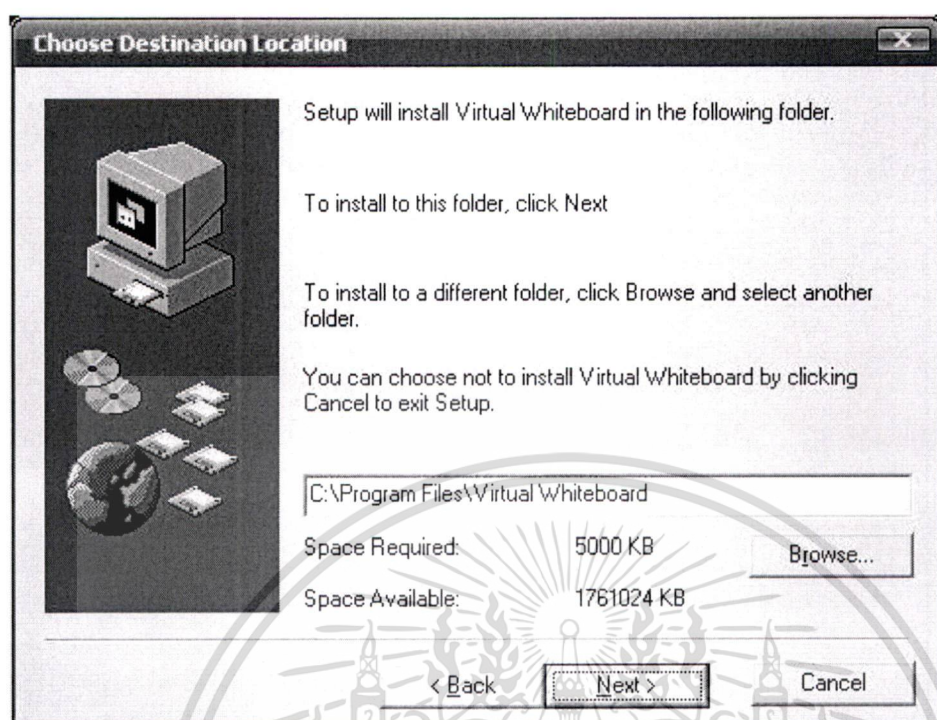 Choose Destination Location
Setup will install Virtual Whiteboard in the following folder.
To install to this folder, click Next
To install to a different folder, click Browse and select another
folder.
You can choose not to install Virtual Whiteboard by clicking
Cancel to exit Setup.
C:\Program Files\Virtual Whiteboard
Space Required: 5000 KB
Browse...
Space Available: 1761024 KB
< Back Next > Cancel